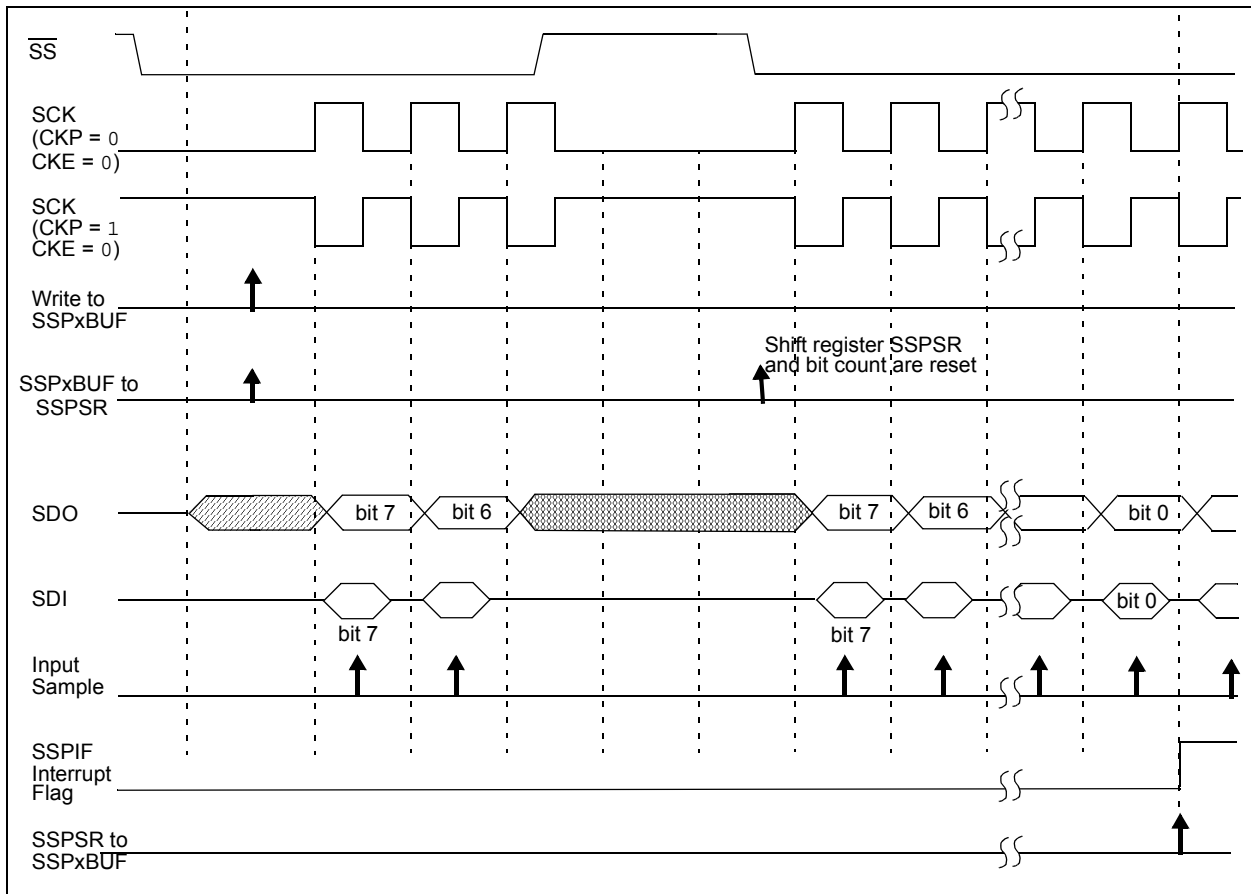 SS
SCK
(CKP = 0
CKE = 0)
SCK
(CKP = 1
CKE = 0)
Write to
SSPxBUF
Shift register SSPSR
and bit count are reset
SSPxBUF to
SSPSR
SDO
bit 7
bit 6
bit 7
bit 6
bit 0
SDI
bit 0
bit 7
bit 7
Input
Sample
SSPIF
Interrupt
Flag
SSPSR to
SSPxBUF